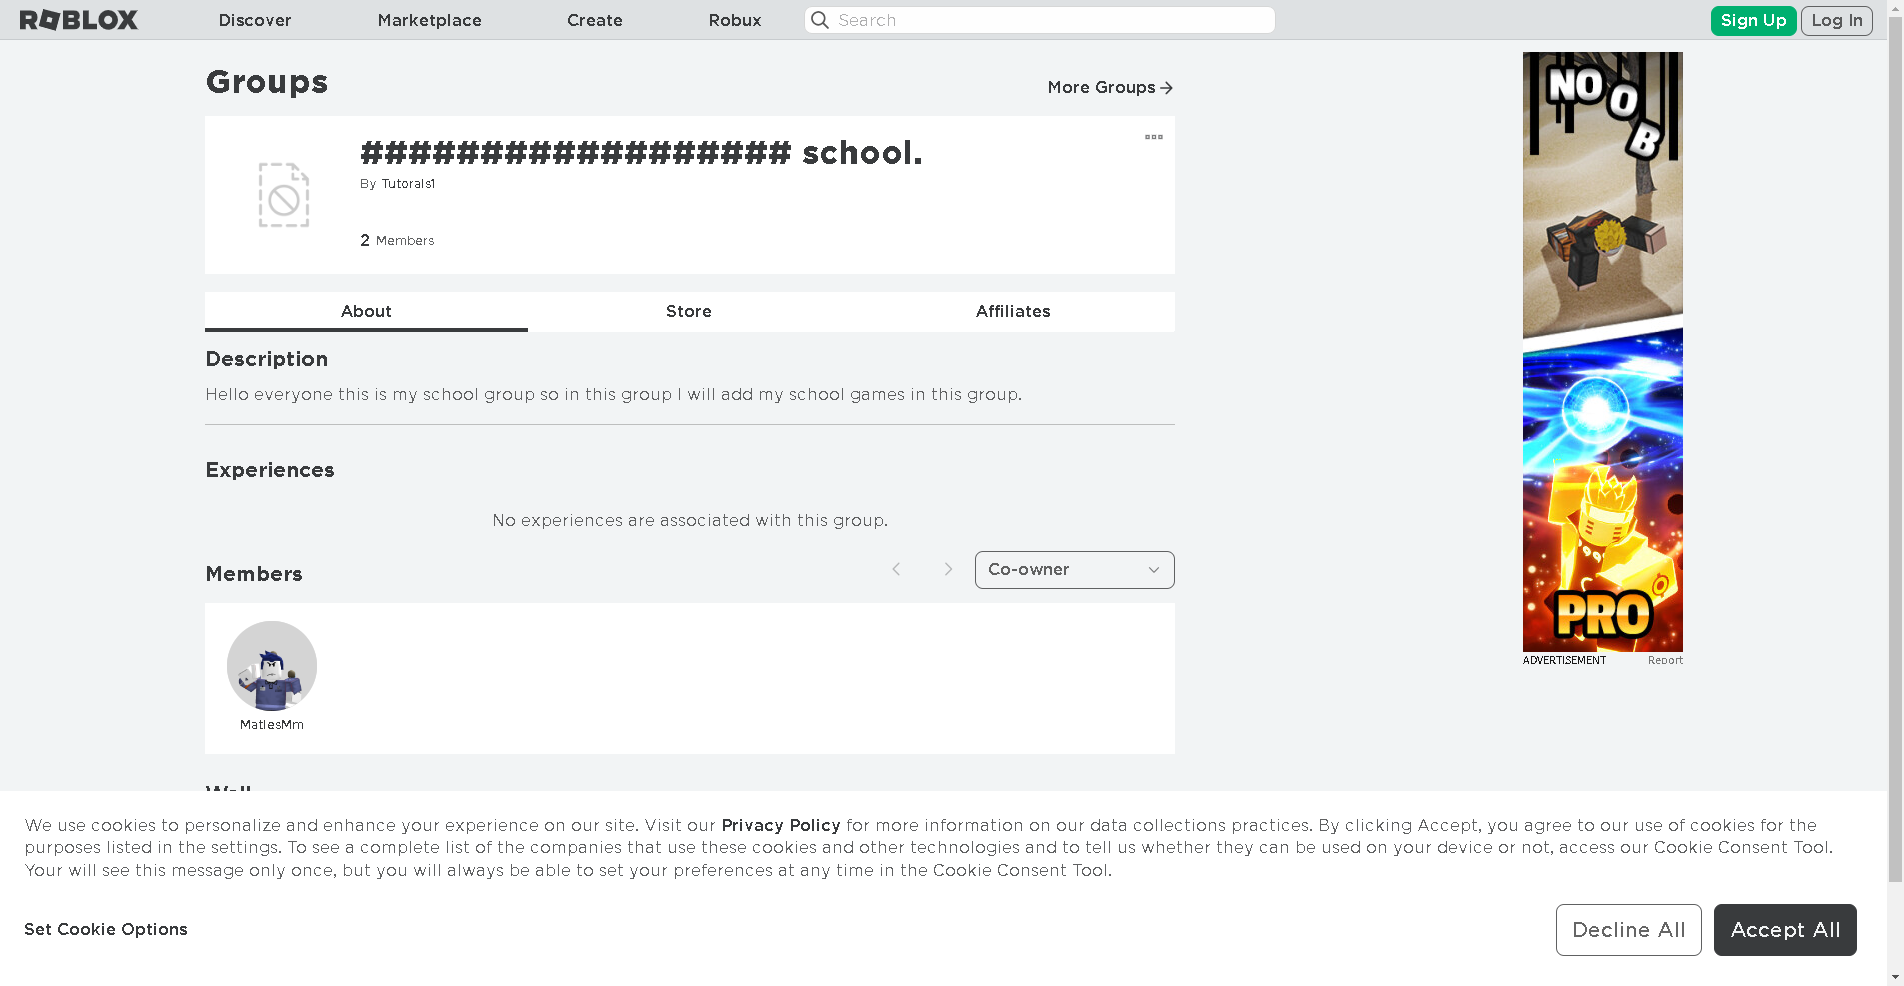 ROBLOX Discover Marketplace Create Robux Search Sign Up Log In
Groups
More Groups
################## school.
By Tutorals1
2 Members
About Store Affiliates
Description
Hello everyone this is my school group so in this group I will add my school games in this group.
Experiences
No experiences are associated with this group.
Members
Co-owner
MatiesMm
NOOB
PRO
ADVERTISEMENT Report
We use cookies to personalize and enhance your experience on our site. Visit our Privacy Policy for more information on our data collections practices. By clicking Accept, you agree to our use of cookies for the
purposes listed in the settings. To see a complete list of the companies that use these cookies and other technologies and to tell us whether they can be used on your device or not, access our Cookie Consent Tool.
Your will see this message only once, but you will always be able to set your preferences at any time in the Cookie Consent Tool.
Set Cookie Options
Decline All
Accept All